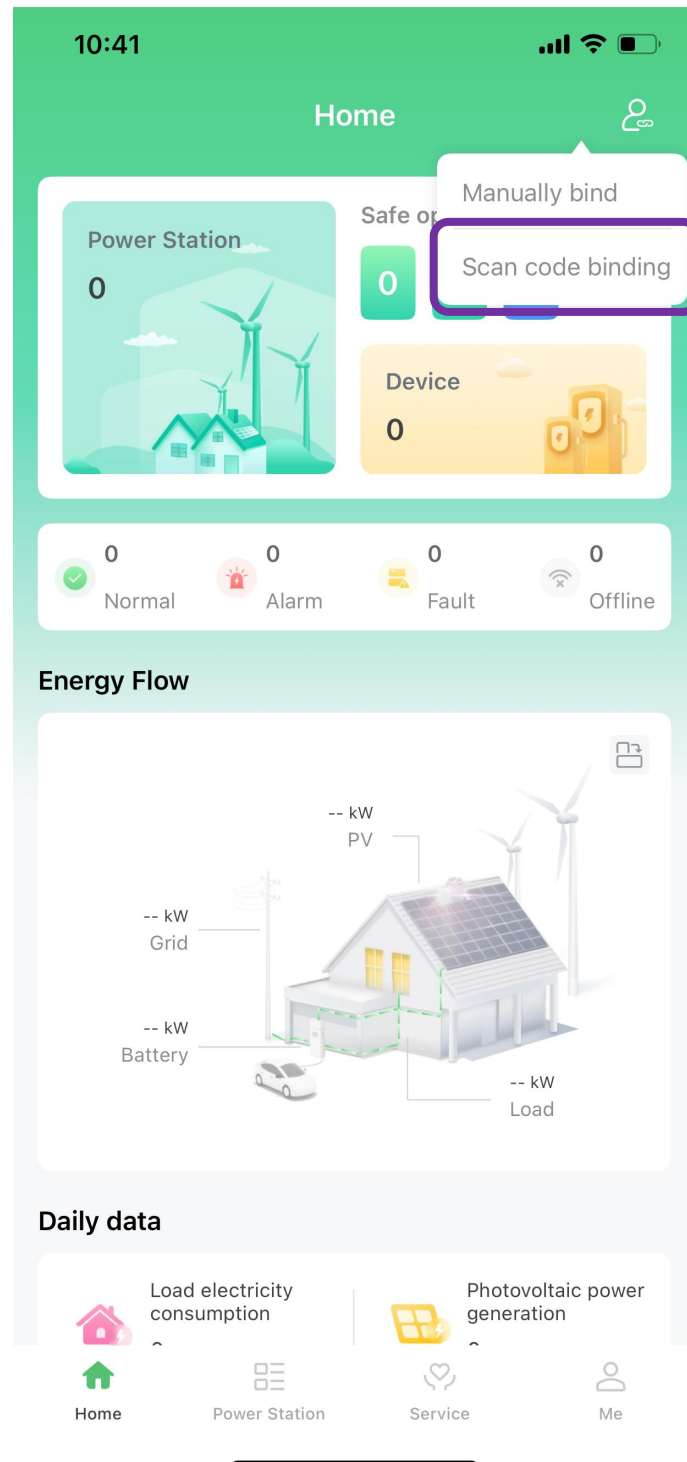 10:41
Home
Manually bind
Scan code binding
Safe op
Power Station
0
0
Device
0
0
Normal
0
Alarm
0
Fault
0
Offline
Energy Flow
-- kW
PV
-- kW
Grid
-- kW
Battery
-- kW
Load
Daily data
Load electricity
consumption
Photovoltaic power
generation
Home
Power Station
Service
Me